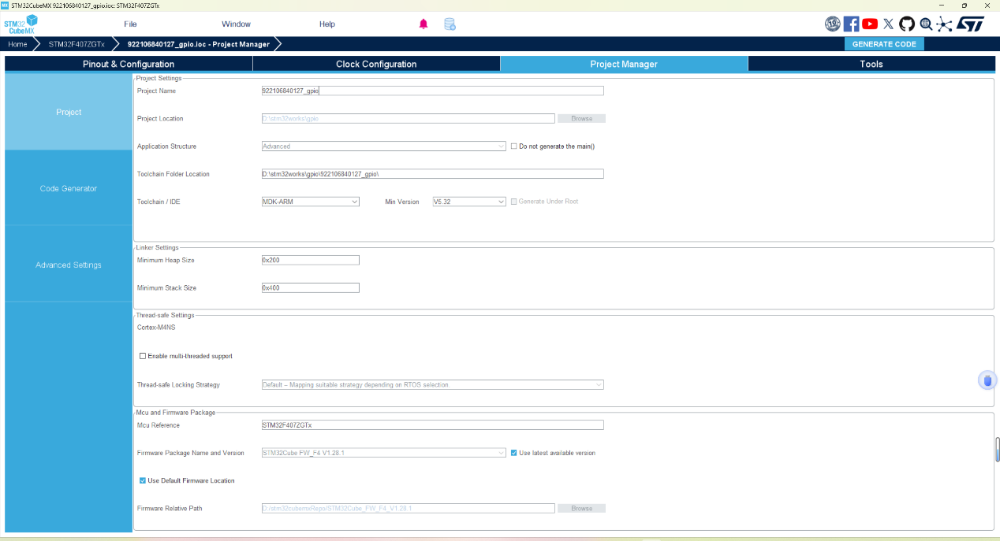 STM32CubeMX 922106840127_gpio.ioc: STM32F407ZGTx
STM32 CubeMX
File Window Help
Home STM32F407ZGTx 922106840127_gpio.ioc - Project Manager GENERATE CODE
Pinout & Configuration Clock Configuration Project Manager Tools
Project
Code Generator
Advanced Settings
Project Settings
Project Name 922106840127_gpio
Project Location D:\stm32works\gpio Browse
Application Structure Advanced Do not generate the main()
Toolchain Folder Location D:\stm32works\gpio\922106840127_gpio\
Toolchain / IDE MDK-ARM Min Version V5.32 Generate Under Root
Linker Settings
Minimum Heap Size 0x200
Minimum Stack Size 0x400
Thread-safe Settings
Cortex-M4NS
Enable multi-threaded support
Thread-safe Locking Strategy Default – Mapping suitable strategy depending on RTOS selection.
Mcu and Firmware Package
Mcu Reference STM32F407ZGTx
Firmware Package Name and Version STM32Cube FW_F4 V1.28.1 Use latest available version
Use Default Firmware Location
Firmware Relative Path D:/stm32cubemxReps/STM32Cube_FW_F4_V1.28.1 Browse